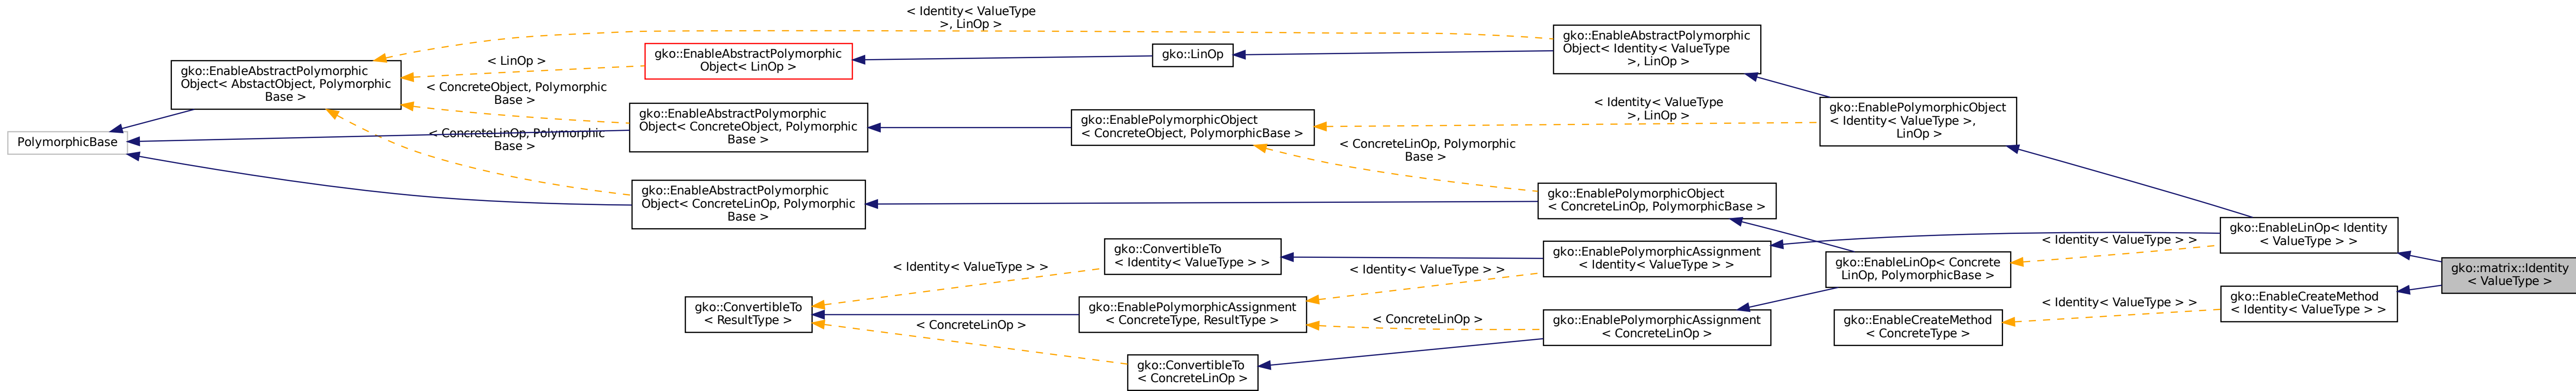 PolymorphicBase
gko::EnableAbstractPolymorphic
Object< AbstactObject, Polymorphic
Base >
< Identity< ValueType
>, LinOp >
< LinOp >
< ConcreteObject, Polymorphic
Base >
< ConcreteLinOp, Polymorphic
Base >
gko::EnableAbstractPolymorphic
Object< LinOp >
gko::EnableAbstractPolymorphic
Object< ConcreteObject, Polymorphic
Base >
gko::EnableAbstractPolymorphic
Object< ConcreteLinOp, Polymorphic
Base >
gko::ConvertibleTo
< ResultType >
< Identity< ValueType > >
< ConcreteLinOp >
gko::LinOp
gko::EnablePolymorphicObject
< ConcreteObject, PolymorphicBase >
gko::ConvertibleTo
< Identity< ValueType > >
gko::EnablePolymorphicAssignment
< ConcreteType, ResultType >
gko::ConvertibleTo
< ConcreteLinOp >
< Identity< ValueType
>, LinOp >
< ConcreteLinOp, Polymorphic
Base >
< Identity< ValueType > >
< ConcreteLinOp >
gko::EnableAbstractPolymorphic
Object< Identity< ValueType
>, LinOp >
gko::EnablePolymorphicObject
< ConcreteLinOp, PolymorphicBase >
gko::EnablePolymorphicAssignment
< Identity< ValueType > >
gko::EnablePolymorphicAssignment
< ConcreteLinOp >
gko::EnablePolymorphicObject
< Identity< ValueType >,
LinOp >
gko::EnableLinOp< Concrete
LinOp, PolymorphicBase >
gko::EnableCreateMethod
< ConcreteType >
< Identity< ValueType > >
< Identity< ValueType > >
gko::EnableLinOp< Identity
< ValueType > >
gko::EnableCreateMethod
< Identity< ValueType > >
gko::matrix::Identity
< ValueType >